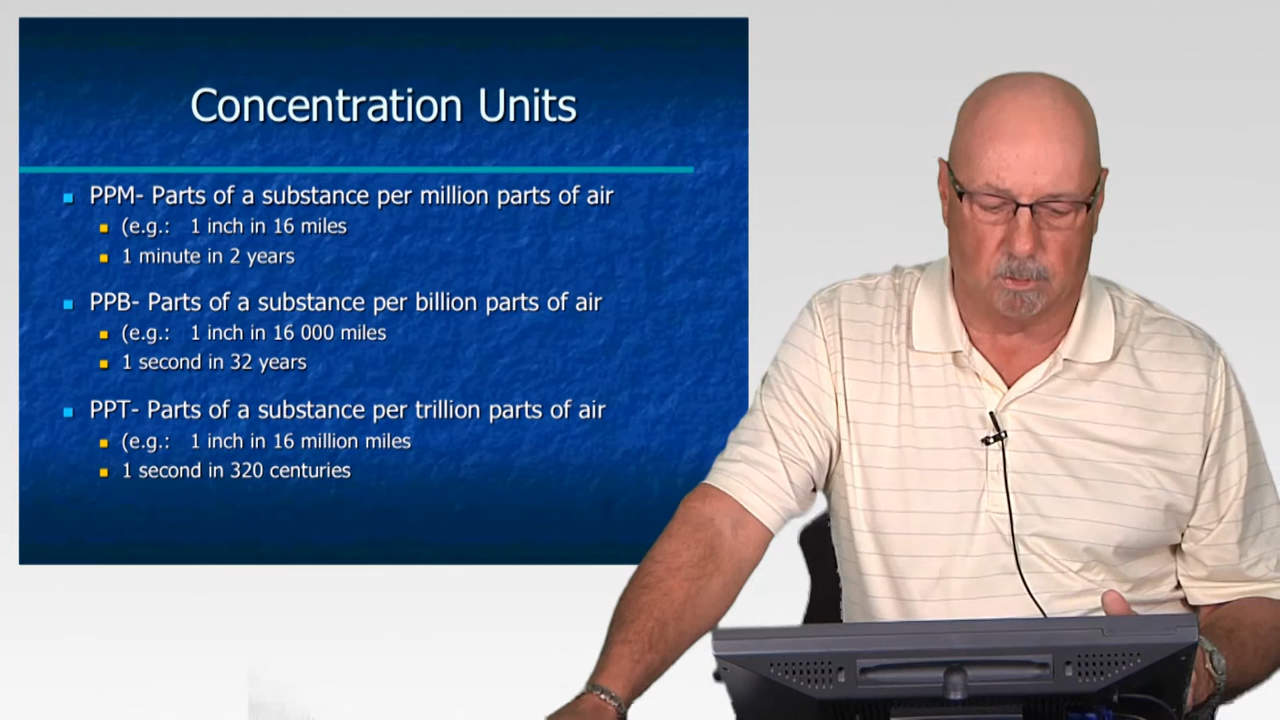 Concentration Units
PPM- Parts of a substance per million parts of air
(e.g.: 1 inch in 16 miles
1 minute in 2 years
PPB- Parts of a substance per billion parts of air
(e.g.: 1 inch in 16 000 miles
1 second in 32 years
PPT- Parts of a substance per trillion parts of air
(e.g.: 1 inch in 16 million miles
1 second in 320 centuries